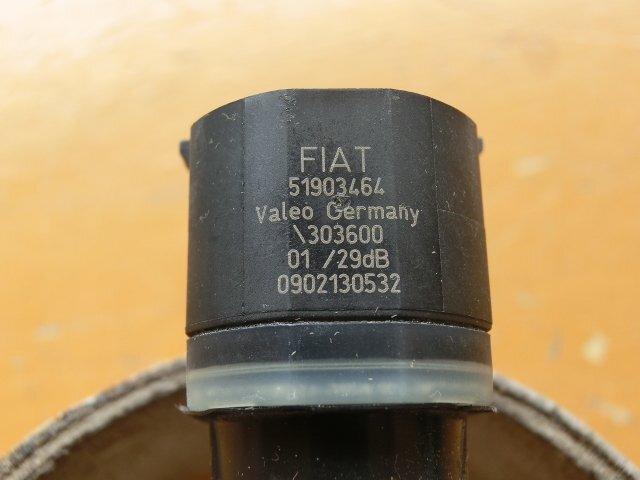 FIAT
51903464
Valeo Germany
\303600
01 /29dB
0902130532